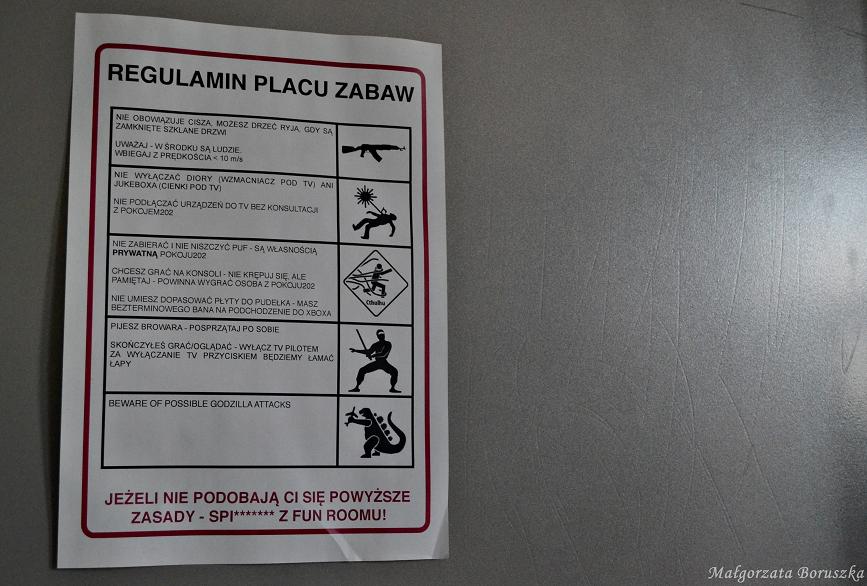 REGULAMIN PLACU ZABAW
NIE OBOWIĄZUJE CISZA, MOŻESZ DRZEĆ RYJA, GDY SĄ
ZAMKNIĘTE SZKLANE DRZWI
UWAŻAJ - W ŚRODKU SĄ LUDZIE.
WBIEGAJ Z PRĘDKOŚCIA < 10 m/s
NIE WYŁĄCZAĆ DIORY (WZMACNIACZ POD TV) ANI
JUKEBOXA (CIENKI POD TV)
NIE PODŁĄCZAĆ URZĄDZEŃ DO TV BEZ KONSULTACJI
Z POKOJEM202
NIE ZABIERAĆ I NIE NISZCZYĆ PUF - SĄ WŁASNOŚCIĄ
PRYWATNĄ POKOJU202
CHCESZ GRAĆ NA KONSOLI - NIE KRĘPUJ SIĘ, ALE
PAMIĘTAJ - POWINNA WYGRAĆ OSOBA Z POKOJU202
NIE UMIESZ DOPASOWAĆ PŁYTY DO PUDEŁKA - MASZ
BEZTERMINOWEGO BANA NA PODCHODZENIE DO XBOXA
Cthulhu
PIJESZ BROWARA - POSPRZĄTAJ PO SOBIE
SKOŃCZYŁEŚ GRAĆ/OGLĄDAĆ - WYŁĄCZ TV PILOTEM
ZA WYŁĄCZANIE TV PRZYCISKIEM BĘDZIEMY ŁAMAĆ
ŁAPY
BEWARE OF POSSIBLE GODZILLA ATTACKS
JEŻELI NIE PODOBAJĄ CI SIĘ POWYŻSZE
ZASADY - SPI******* Z FUN ROOMU!
Małgorzata Boruszka